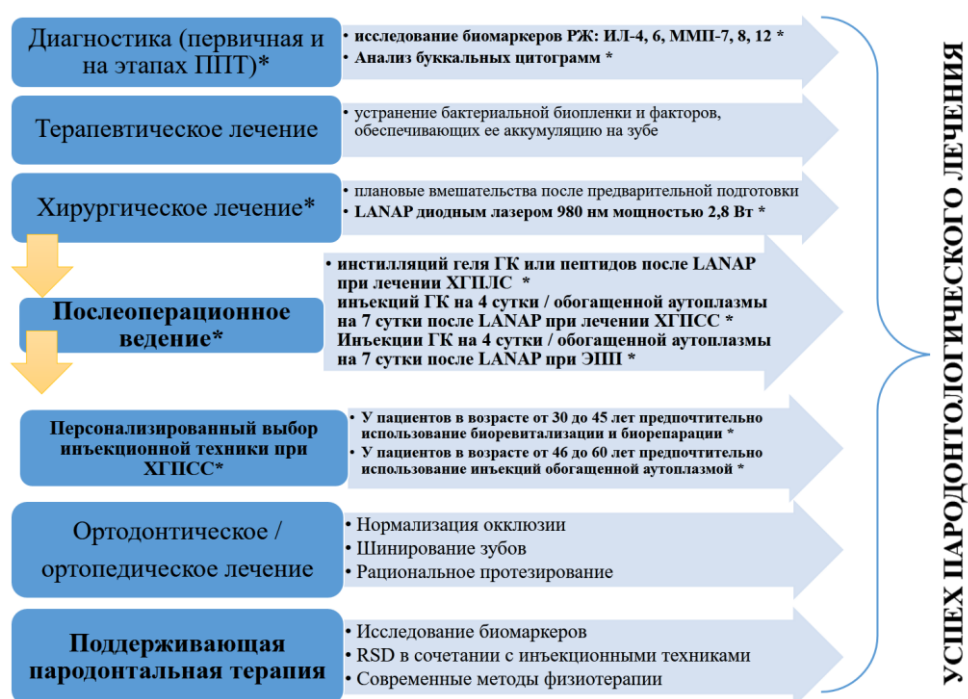 Диагностика (первичная и
на этапах ППТ)*
• исследование биомаркеров РЖ: ИЛ-4, 6, ММП-7, 8, 12 *
• Анализ буккальных цитограмм *
Терапевтическое лечение
• устранение бактериальной биопленки и факторов,
обеспечивающих ее аккумуляцию на зубе
Хирургическое лечение*
• плановые вмешательства после предварительной подготовки
• LANAP диодным лазером 980 нм мощностью 2,8 Вт *
Послеоперационное
ведение*
• инстилляций геля ГК или пептидов после LANAP
при лечении ХГПЛС *
инъекций ГК на 4 сутки / обогащенной аутоплазмы
на 7 сутки после LANAP при лечении ХГПСС *
Инъекции ГК на 4 сутки / обогащенной аутоплазмы
на 7 сутки после LANAP при ЭПП *
Персонализированный выбор
инъекционной техники при
ХГПСС*
• У пациентов в возрасте от 30 до 45 лет предпочтительно
использование биоревитализации и биорепарации *
• У пациентов в возрасте от 46 до 60 лет предпочтительно
использование инъекций обогащенной аутоплазмой *
Ортодонтическое /
ортопедическое лечение
• Нормализация окклюзии
• Шинирование зубов
• Рациональное протезирование
Поддерживающая
пародонтальная терапия
• Исследование биомаркеров
• RSD в сочетании с инъекционными техниками
• Современные методы физиотерапии
УСПЕХ ПАРОДОНТОЛОГИЧЕСКОГО ЛЕЧЕНИЯ